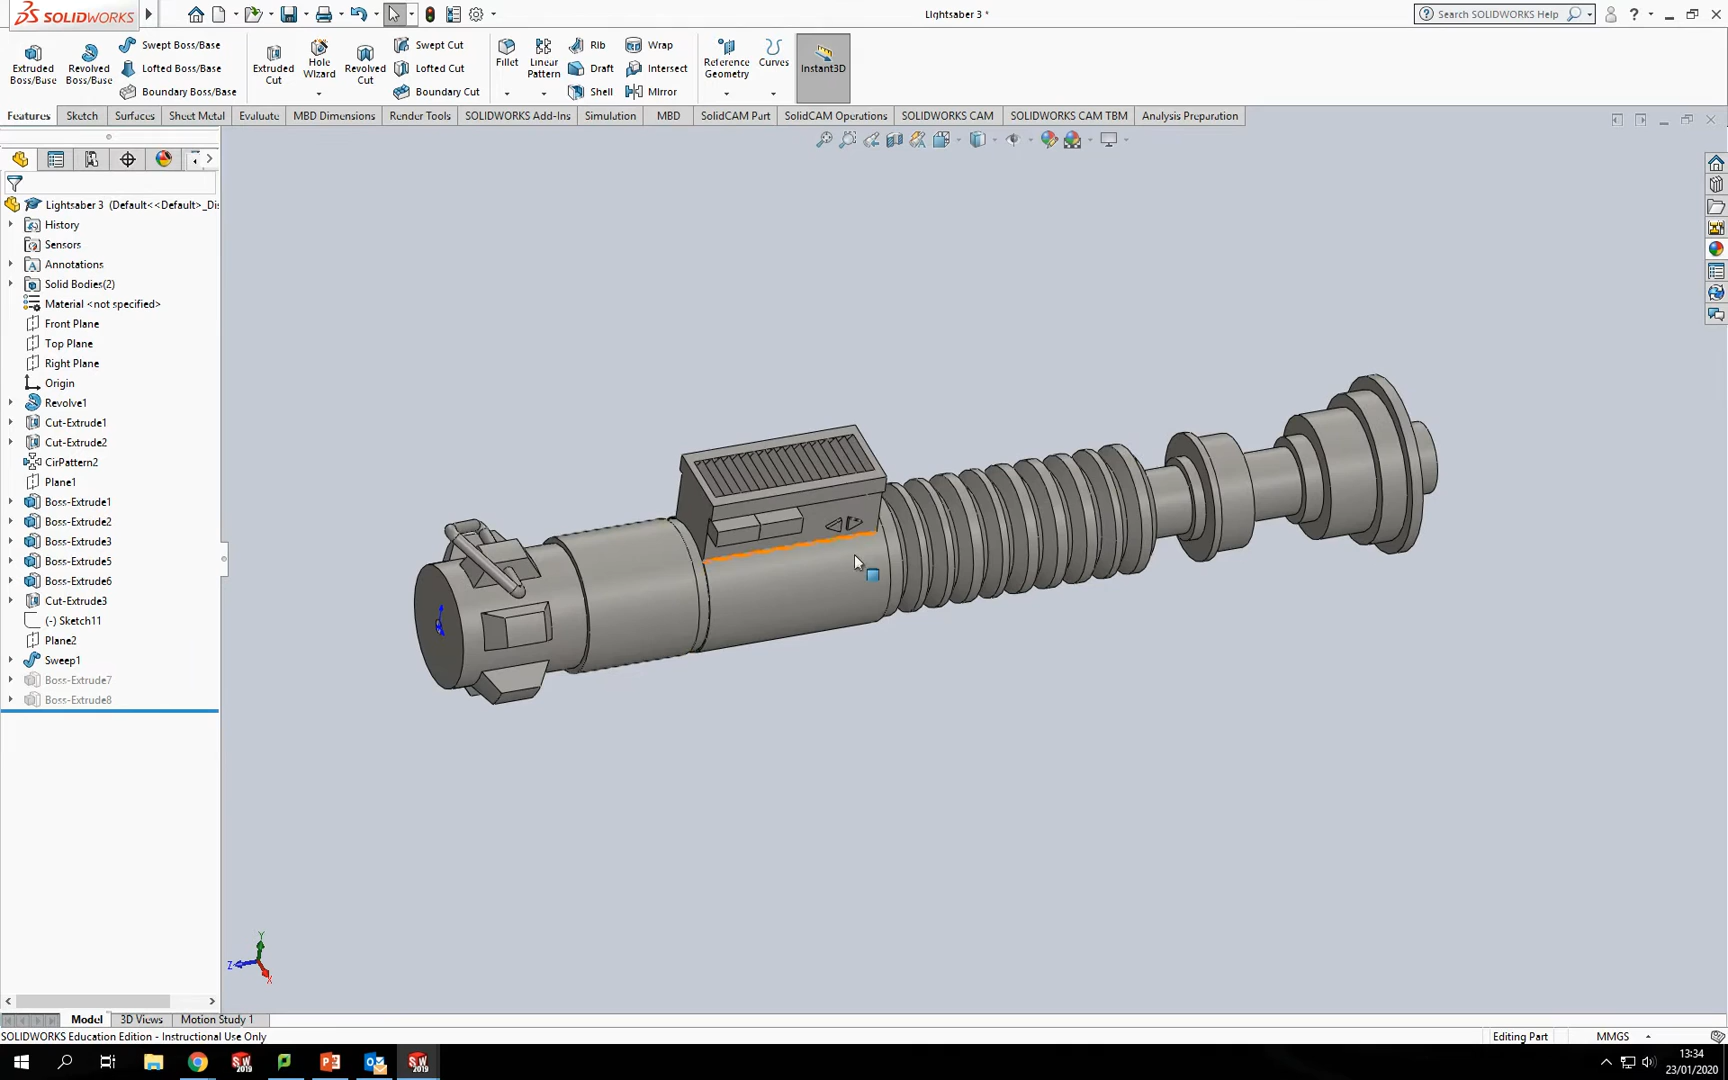 SOLIDWORKS
Lightsaber 3 *
Search SOLIDWORKS Help
Extruded Boss/Base
Revolved Boss/Base
Swept Boss/Base
Lofted Boss/Base
Boundary Boss/Base
Extruded Cut
Hole Wizard
Revolved Cut
Swept Cut
Lofted Cut
Boundary Cut
Fillet
Linear Pattern
Rib
Draft
Shell
Wrap
Intersect
Mirror
Reference Geometry
Curves
Instant3D
Features Sketch Surfaces Sheet Metal Evaluate MBD Dimensions Render Tools SOLIDWORKS Add-Ins Simulation MBD SolidCAM Part SolidCAM Operations SOLIDWORKS CAM SOLIDWORKS CAM TBM Analysis Preparation
Lightsaber 3 (Default<<Default>_Di
History
Sensors
Annotations
Solid Bodies(2)
Material <not specified>
Front Plane
Top Plane
Right Plane
Origin
Revolve1
Cut-Extrude1
Cut-Extrude2
CirPattern2
Plane1
Boss-Extrude1
Boss-Extrude2
Boss-Extrude3
Boss-Extrude5
Boss-Extrude6
Cut-Extrude3
(-) Sketch11
Plane2
Sweep1
Boss-Extrude7
Boss-Extrude8
Y
Z
X
Model 3D Views Motion Study 1
SOLIDWORKS Education Edition - Instructional Use Only
Editing Part MMGS
13:34
23/01/2020